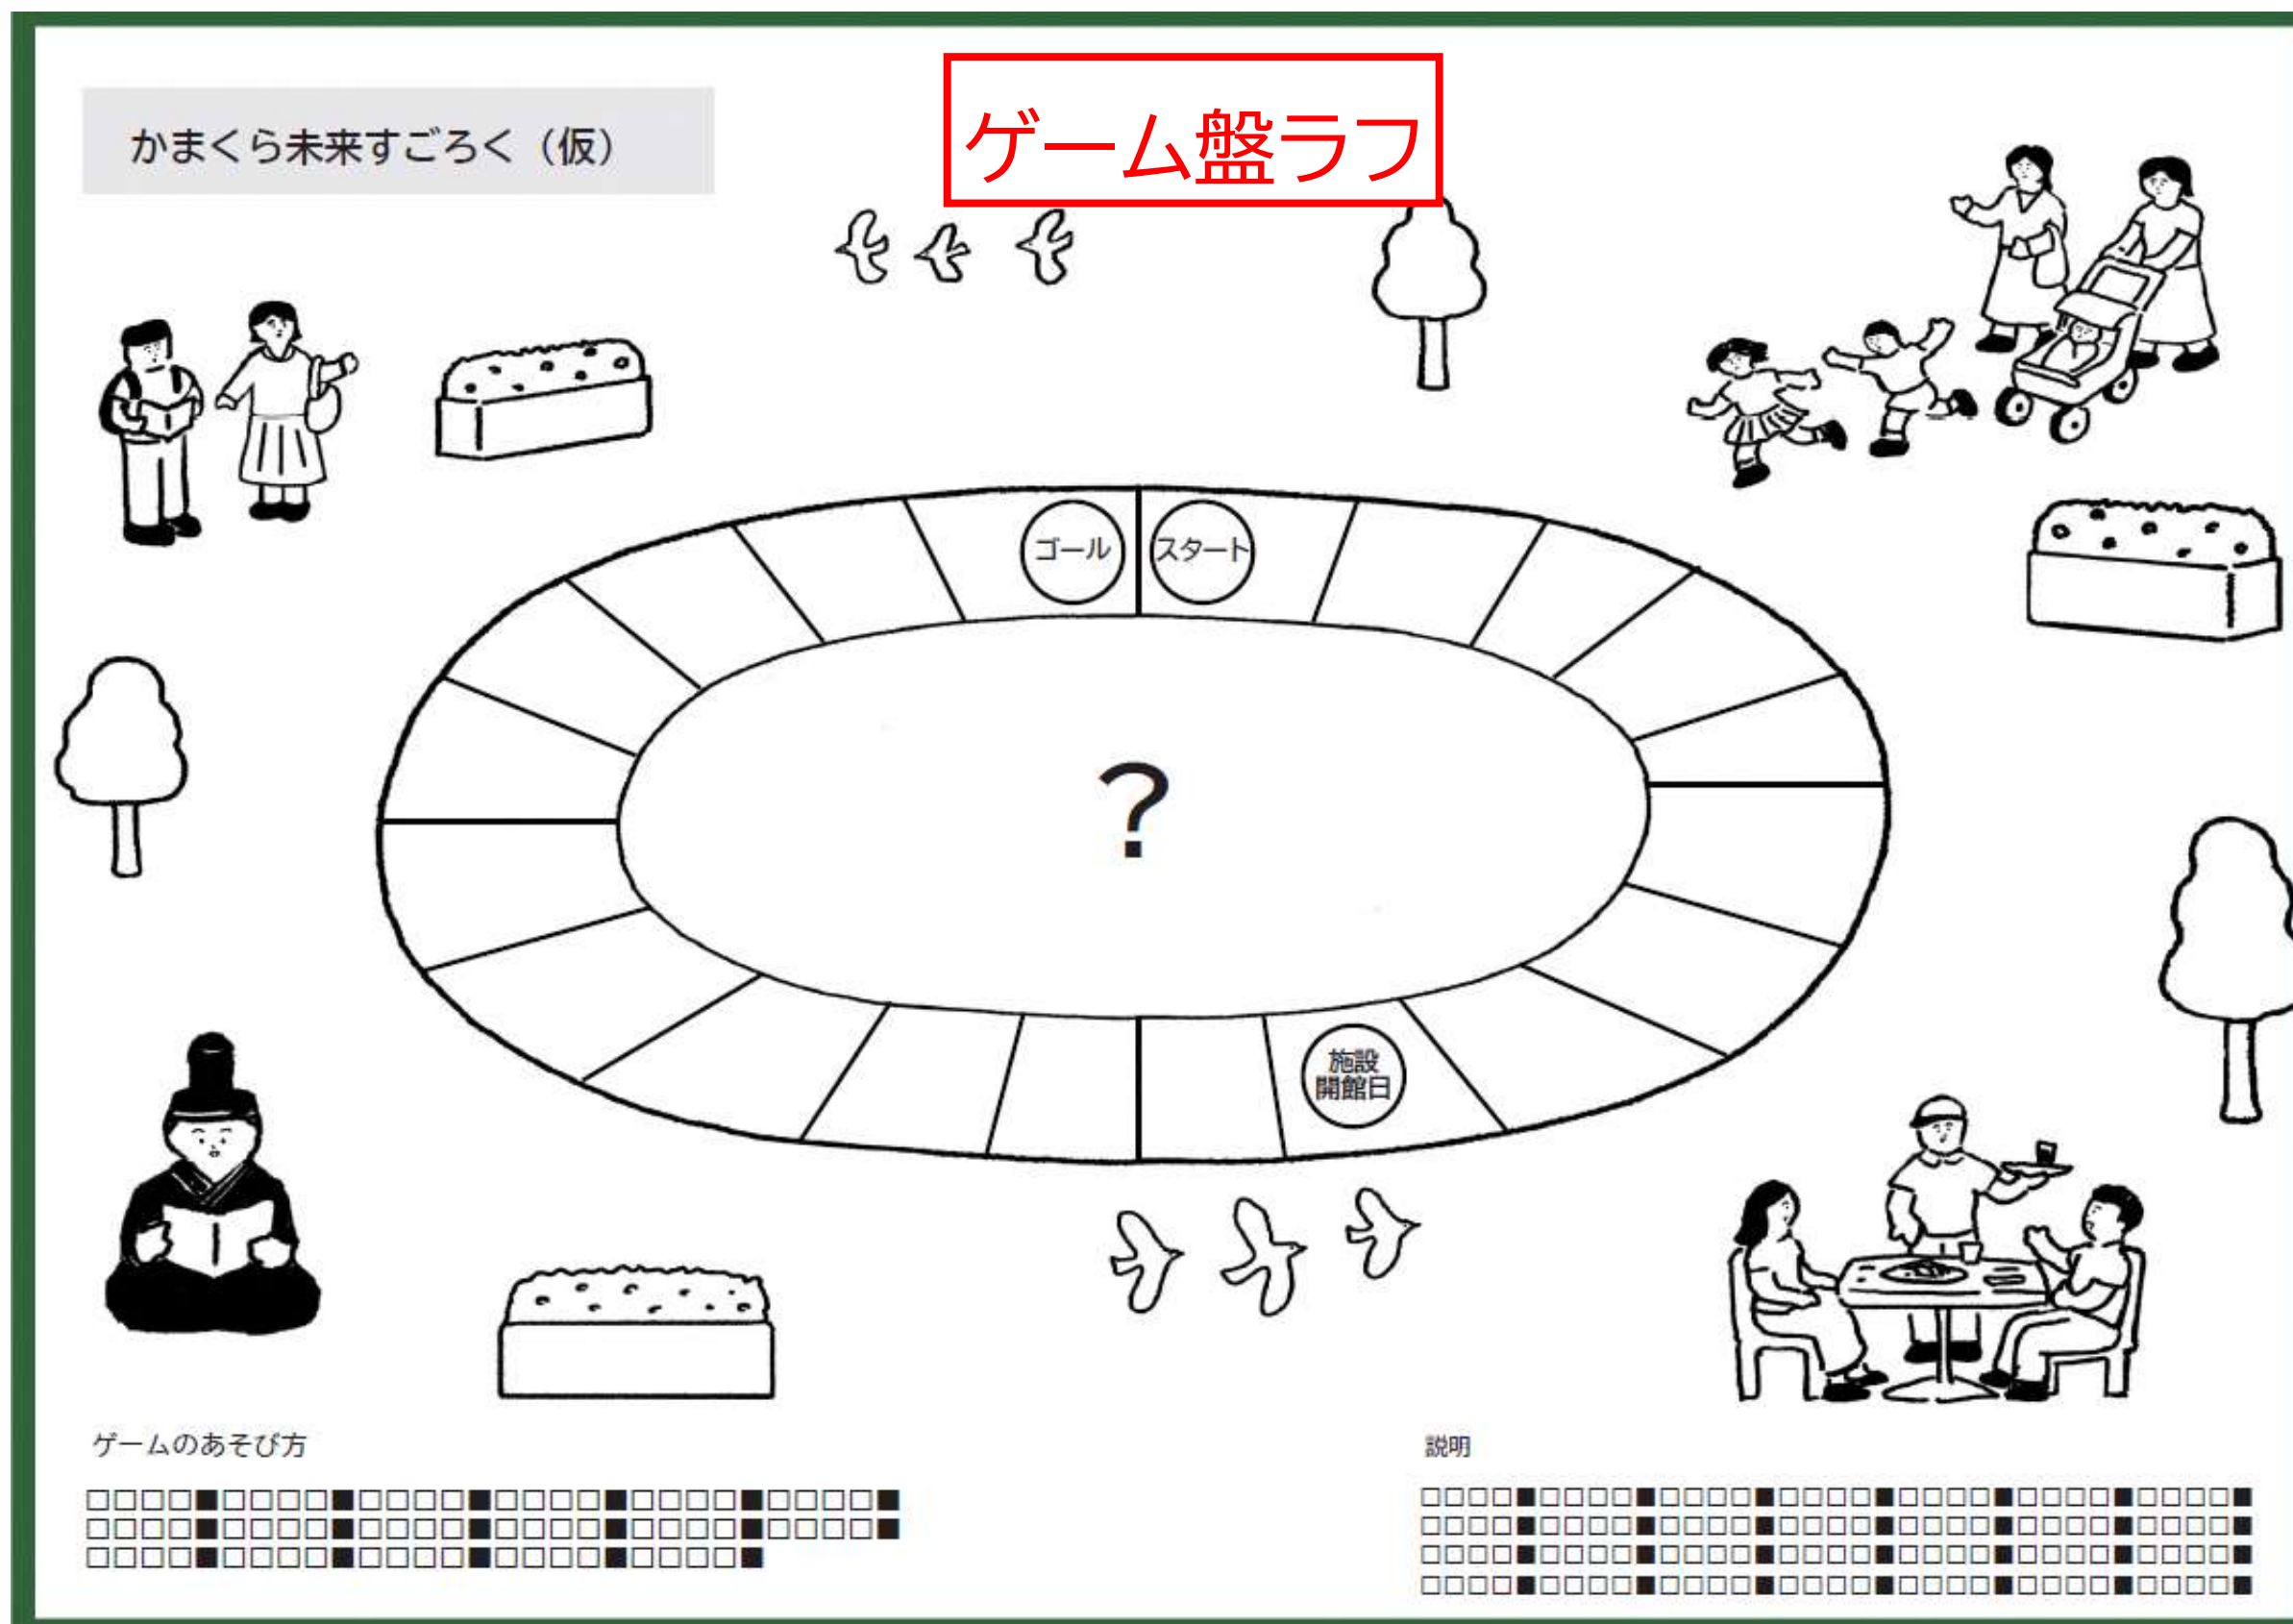 ゲーム盤ラフ
かまくら未来すごろく（仮）
ゴール
スタート
？
施設
開館日
ゲームのあそび方
□□□□■□□□□■□□□□■□□□□■□□□□■□□□□■
□□□□■□□□□■□□□□■□□□□■□□□□■□□□□■
□□□□■□□□□■□□□□■□□□□■□□□□■
説明
□□□□■□□□□■□□□□■□□□□■□□□□■□□□□■□□□□■
□□□□■□□□□■□□□□■□□□□■□□□□■□□□□■□□□□■
□□□□■□□□□■□□□□■□□□□■□□□□■□□□□■□□□□■
□□□□■□□□□■□□□□■□□□□■□□□□■□□□□■□□□□■